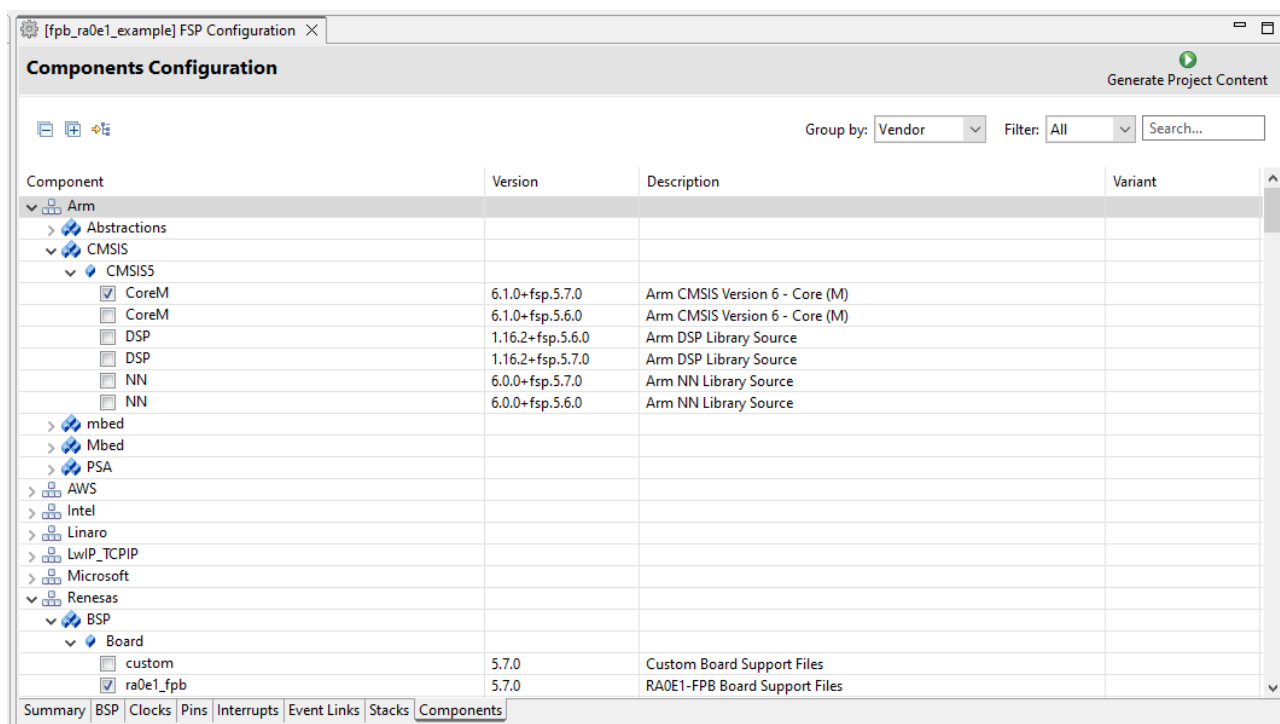 [fpb_ra0e1_example] FSP Configuration
Components Configuration
Generate Project Content
Group by: Vendor Filter: All Search...
Component Version Description Variant
Arm
Abstractions
CMSIS
CMSIS5
CoreM 6.1.0+fsp.5.7.0 Arm CMSIS Version 6 - Core (M)
CoreM 6.1.0+fsp.5.6.0 Arm CMSIS Version 6 - Core (M)
DSP 1.16.2+fsp.5.6.0 Arm DSP Library Source
DSP 1.16.2+fsp.5.7.0 Arm DSP Library Source
NN 6.0.0+fsp.5.7.0 Arm NN Library Source
NN 6.0.0+fsp.5.6.0 Arm NN Library Source
mbed
Mbed
PSA
AWS
Intel
Linaro
LwIP_TCPIP
Microsoft
Renesas
BSP
Board
custom 5.7.0 Custom Board Support Files
ra0e1_fpb 5.7.0 RA0E1-FPB Board Support Files
Summary BSP Clocks Pins Interrupts Event Links Stacks Components